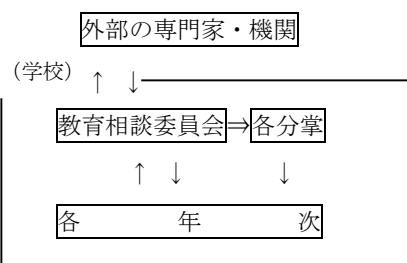 外部の専門家・機関
（学校） ↑ ↓
教育相談委員会⇒各分掌
↑ ↓ ↓
各 年 次